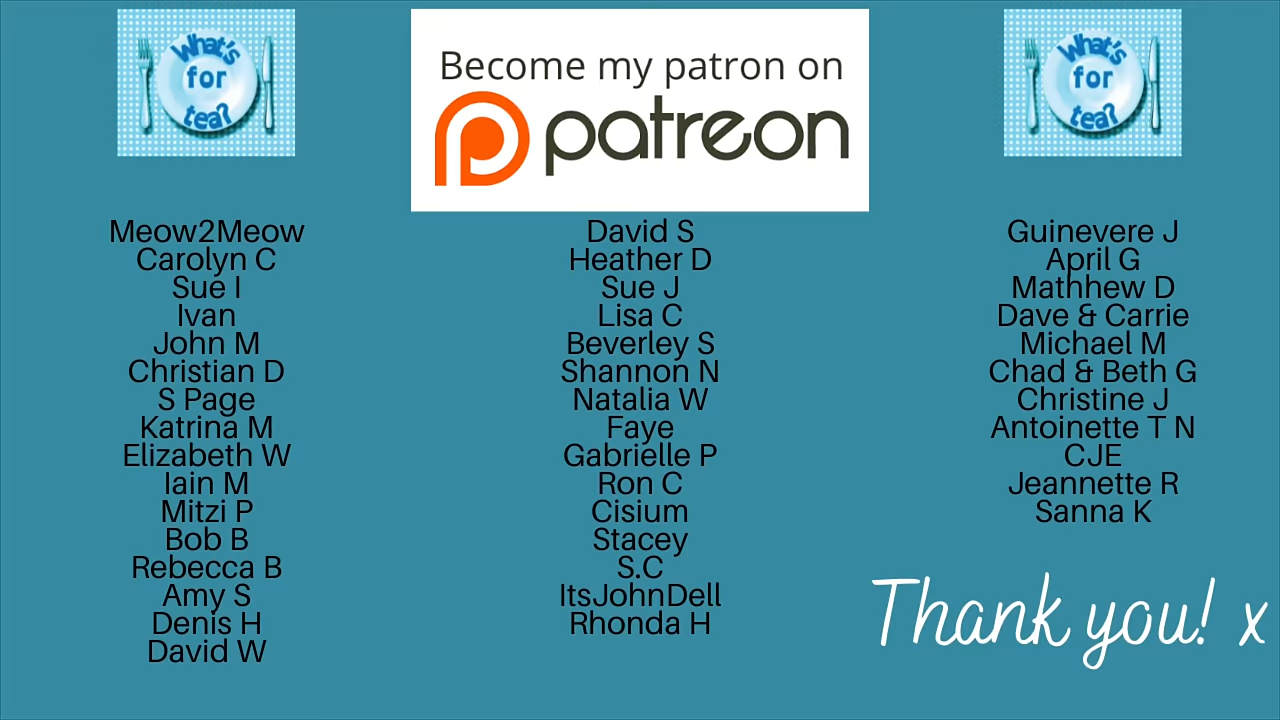 What's
for
tea?
Become my patron on
patreon
What's
for
tea?
Meow2Meow
Carolyn C
Sue I
Ivan
John M
Christian D
S Page
Katrina M
Elizabeth W
Iain M
Mitzi P
Bob B
Rebecca B
Amy S
Denis H
David W
David S
Heather D
Sue J
Lisa C
Beverley S
Shannon N
Natalia W
Faye
Gabrielle P
Ron C
Cisium
Stacey
S.C
ItsJohnDell
Rhonda H
Guinevere J
April G
Mathhew D
Dave & Carrie
Michael M
Chad & Beth G
Christine J
Antoinette T N
CJE
Jeannette R
Sanna K
Thank you! x